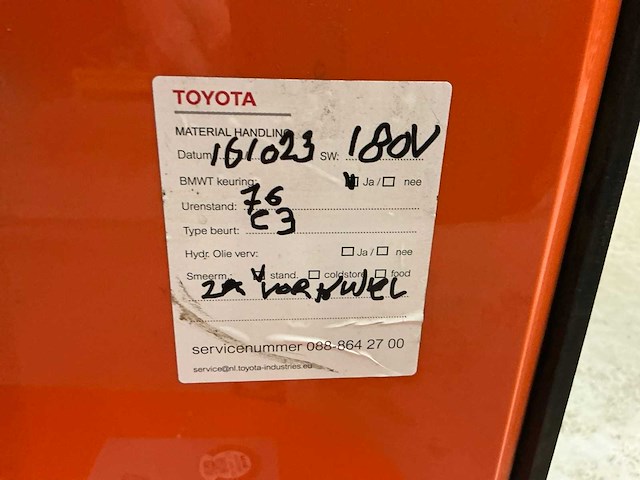 TOYOTA
MATERIAL HANDLING
Datum 161023 SW: 180V
BMWT keuring: Ja / nee
Urenstand: 76
Type beurt: C3
Hydr. Olie verv: Ja / nee
Smeerm.: stand. coldstore food
2x
servicenummer 088-864 27 00
service@nl.toyota-industries.eu